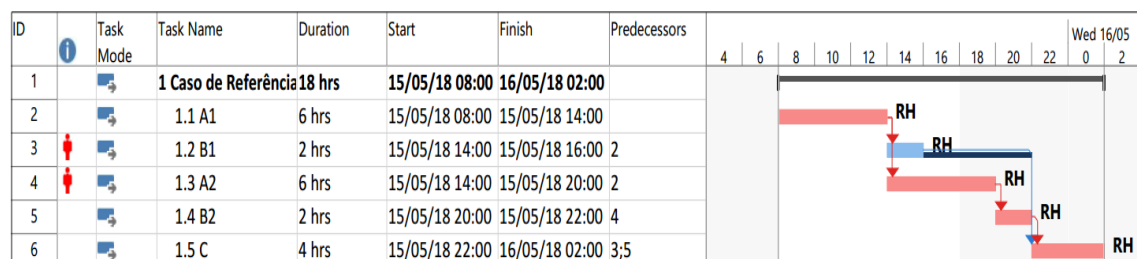 ID Task Mode Task Name Duration Start Finish Predecessors Wed 16/05
4 6 8 10 12 14 16 18 20 22 0 2
1 1 Caso de Referência 18 hrs 15/05/18 08:00 16/05/18 02:00
2 1.1 A1 6 hrs 15/05/18 08:00 15/05/18 14:00 RH
3 1.2 B1 2 hrs 15/05/18 14:00 15/05/18 16:00 2 RH
4 1.3 A2 6 hrs 15/05/18 14:00 15/05/18 20:00 2 RH
5 1.4 B2 2 hrs 15/05/18 20:00 15/05/18 22:00 4 RH
6 1.5 C 4 hrs 15/05/18 22:00 16/05/18 02:00 3;5 RH